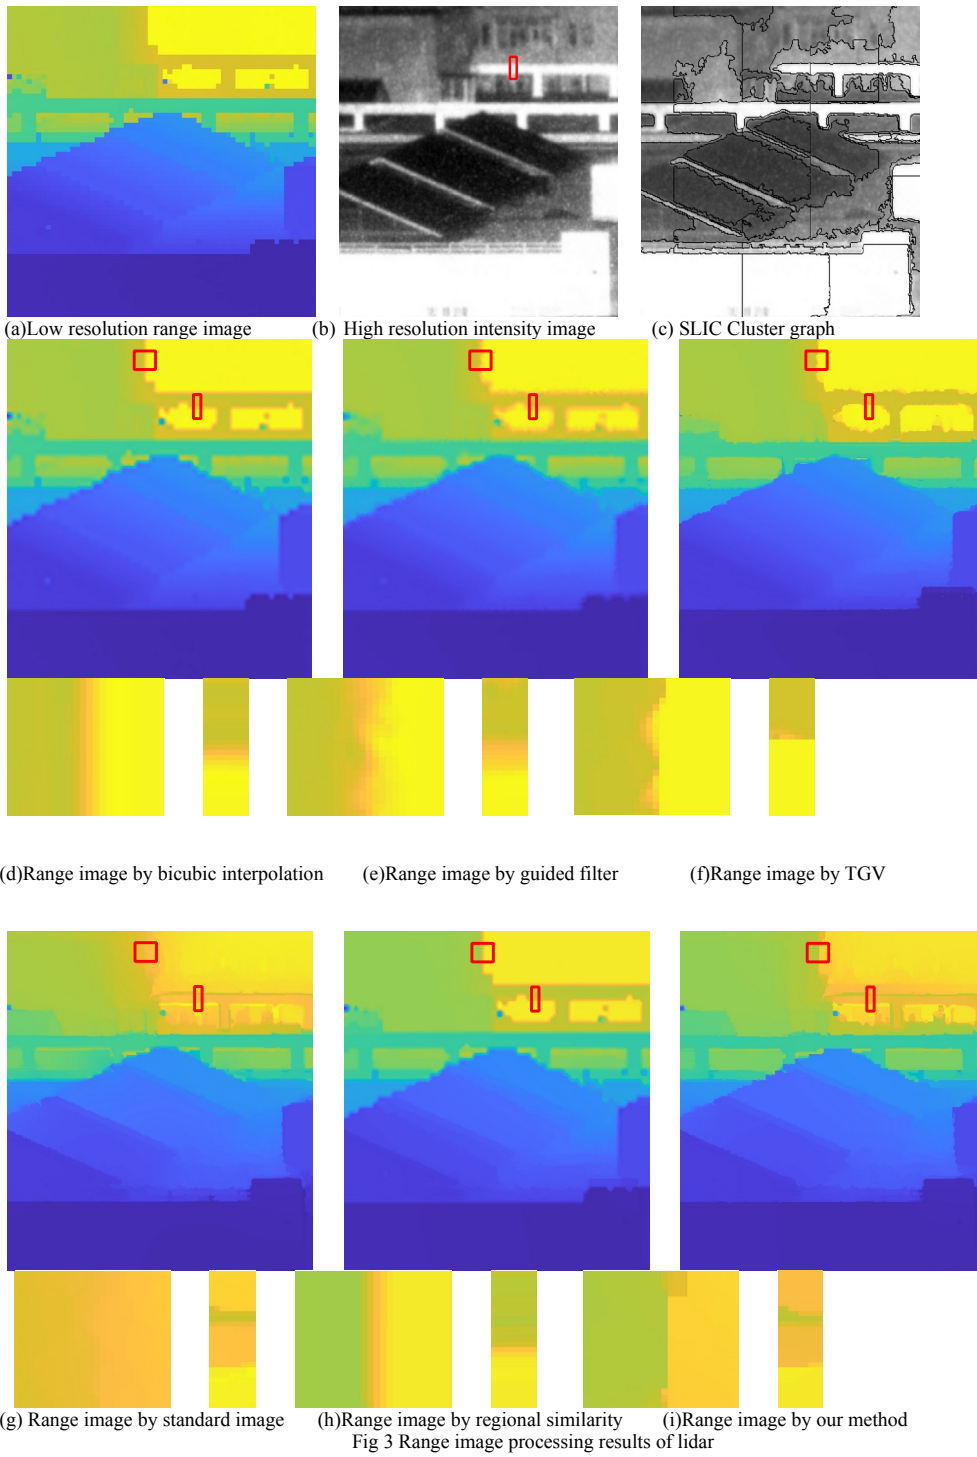 (a)Low resolution range image
(b) High resolution intensity image
(c) SLIC Cluster graph
(d)Range image by bicubic interpolation
(e)Range image by guided filter
(f)Range image by TGV
(g) Range image by standard image
(h)Range image by regional similarity
(i)Range image by our method
Fig 3 Range image processing results of lidar